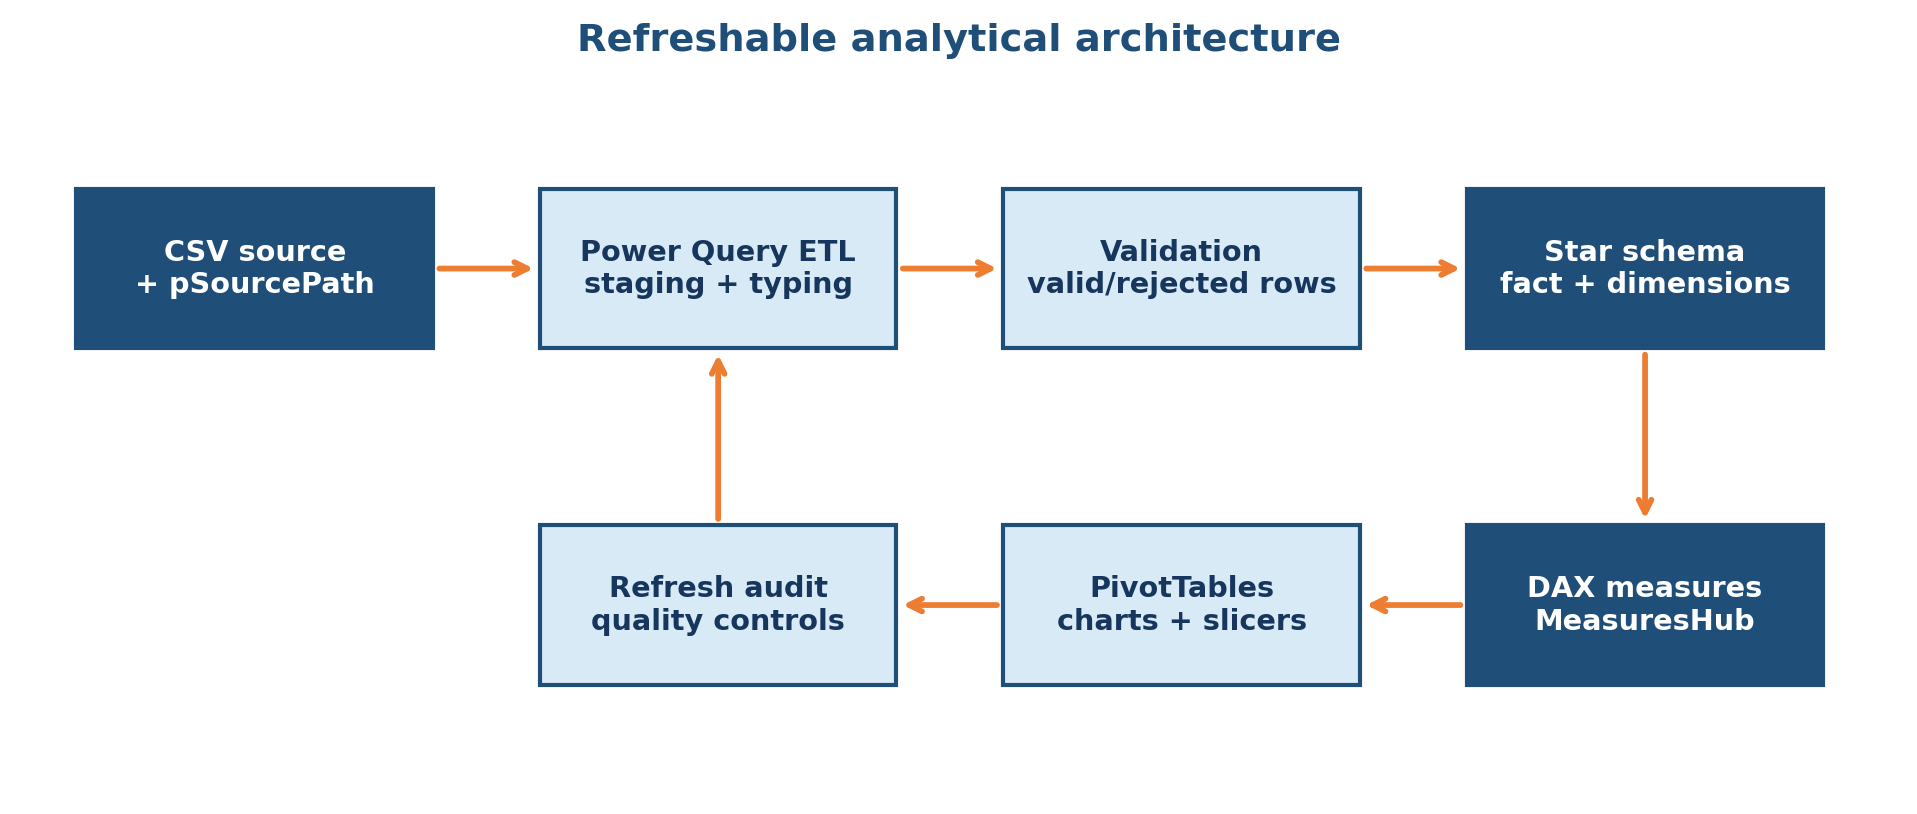 Refreshable analytical architecture
CSV source
+ pSourcePath
Power Query ETL
staging + typing
Validation
valid/rejected rows
Star schema
fact + dimensions
Refresh audit
quality controls
PivotTables
charts + slicers
DAX measures
MeasuresHub